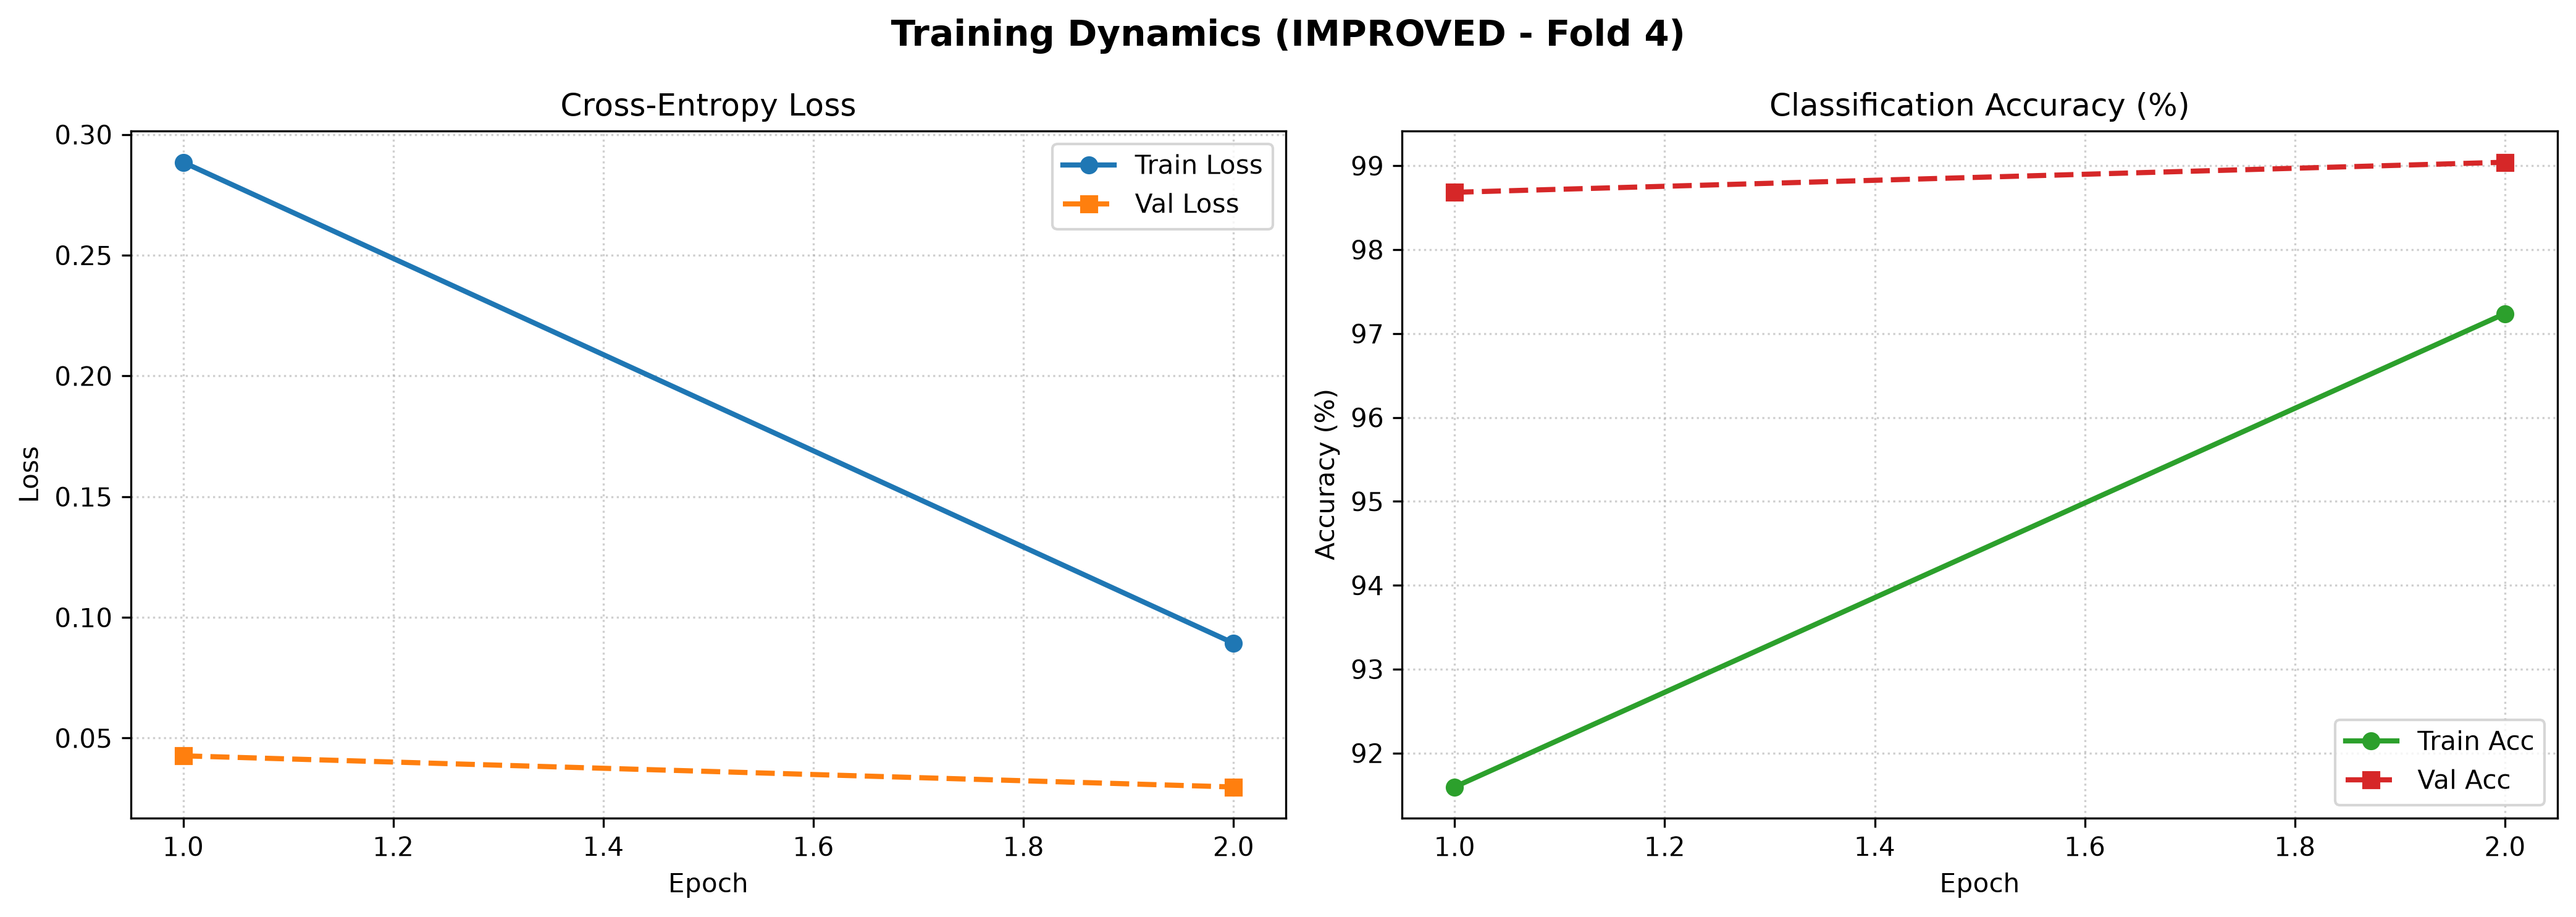 Training Dynamics (IMPROVED - Fold 4)
Cross-Entropy Loss
0.30
0.25
0.20
0.15
0.10
0.05
Loss
Train Loss
Val Loss
1.0 1.2 1.4 1.6 1.8 2.0
Epoch
Classification Accuracy (%)
99
98
97
96
95
94
93
92
Accuracy (%)
Train Acc
Val Acc
1.0 1.2 1.4 1.6 1.8 2.0
Epoch